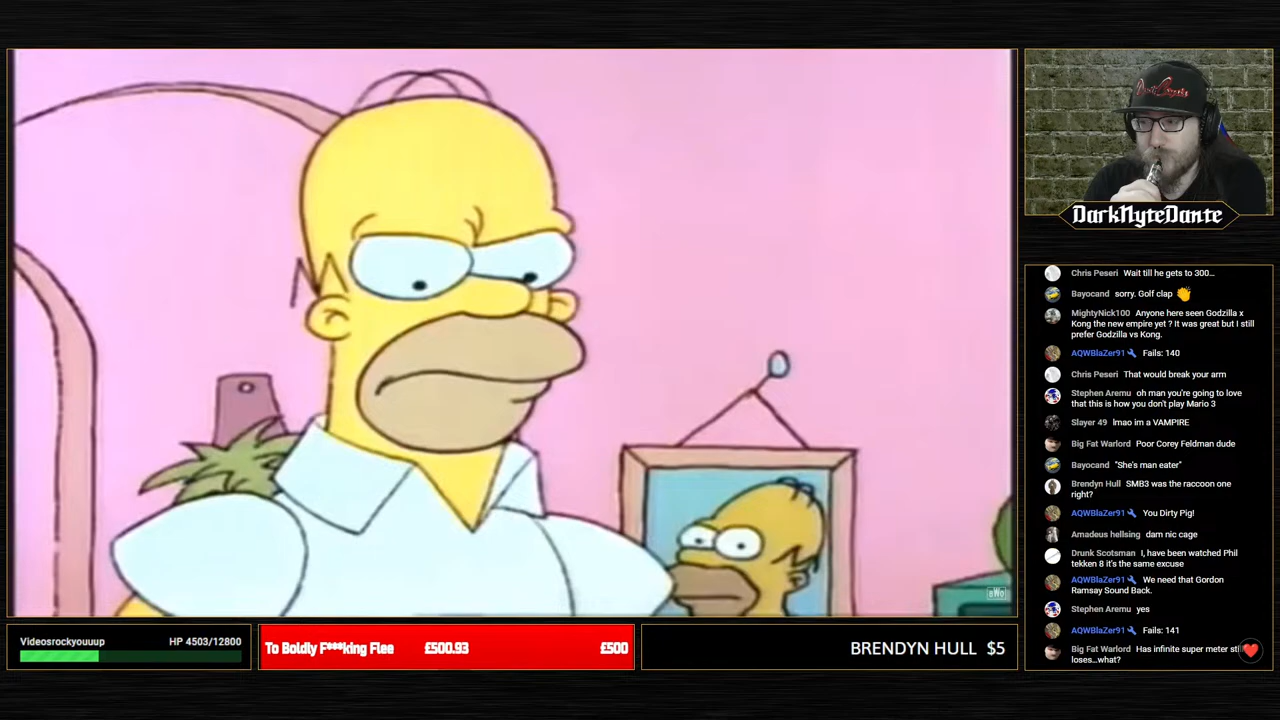 DarkNyteDante
Chris Peseri Wait till he gets to 300...
Bayocand sorry. Golf clap
MightyNick100 Anyone here seen Godzilla x
Kong the new empire yet ? It was great but I still
prefer Godzilla vs Kong.
AQWBlaZer91 Fails: 140
Chris Peseri That would break your arm
Stephen Aremu oh man you're going to love
that this is how you don't play Mario 3
Slayer 49 lmao im a VAMPIRE
Big Fat Warlord Poor Corey Feldman dude
Bayocand "She's man eater"
Brendyn Hull SMB3 was the raccoon one
right?
AQWBlaZer91 You Dirty Pig!
Amadeus hellsing dam nic cage
Drunk Scotsman I, have been watched Phil
tekken 8 it's the same excuse
AQWBlaZer91 We need that Gordon
Ramsay Sound Back.
Stephen Aremu yes
AQWBlaZer91 Fails: 141
Big Fat Warlord Has infinite super meter
loses...what?
Videosrockyouuup HP 4503/12800
To Boldly F***king Flee £500.93 £500
BRENDYN HULL $5